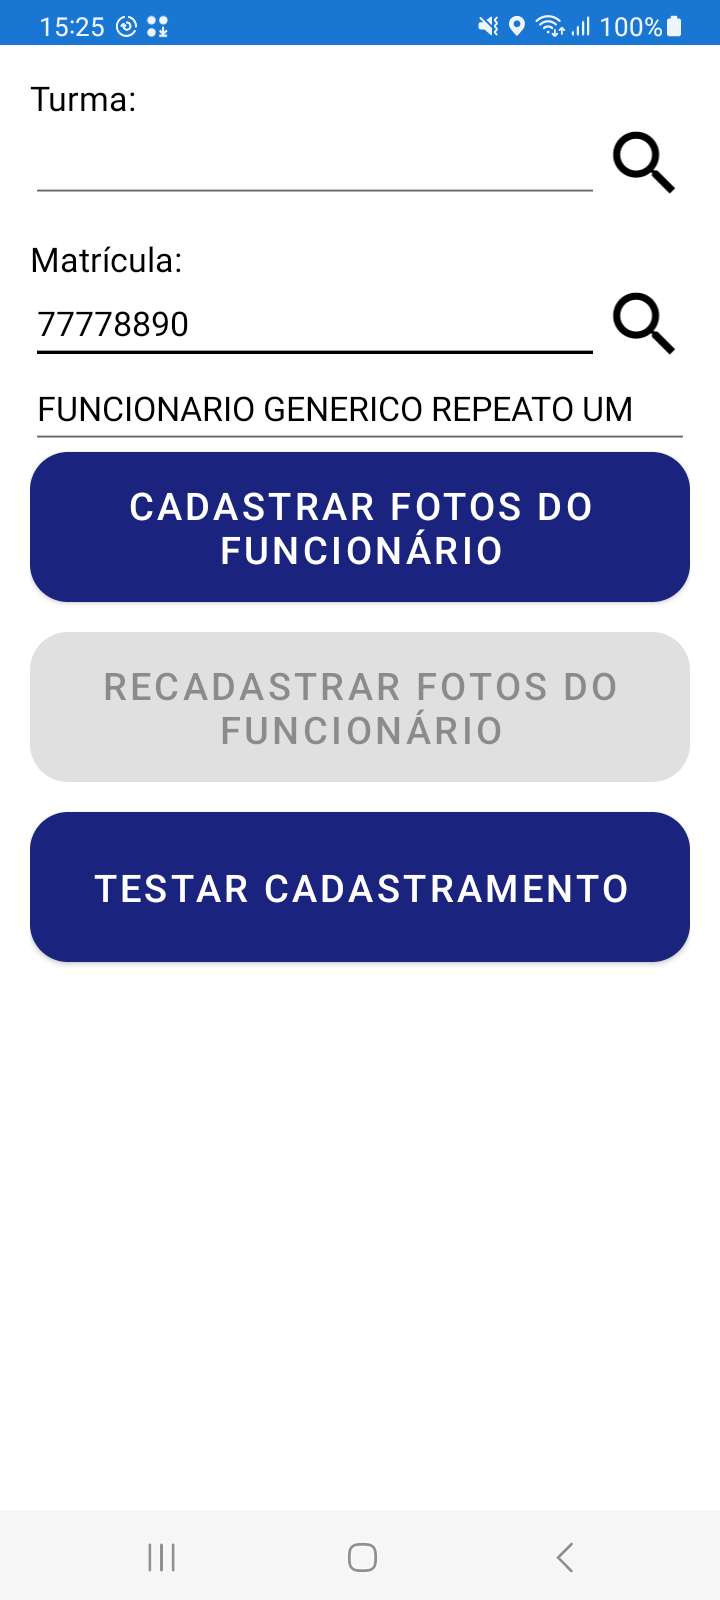 15:25 100%
Turma:
Matrícula:
77778890
FUNCIONARIO GENERICO REPEATO UM
CADASTRAR FOTOS DO
FUNCIONÁRIO
RECADASTRAR FOTOS DO
FUNCIONÁRIO
TESTAR CADASTRAMENTO